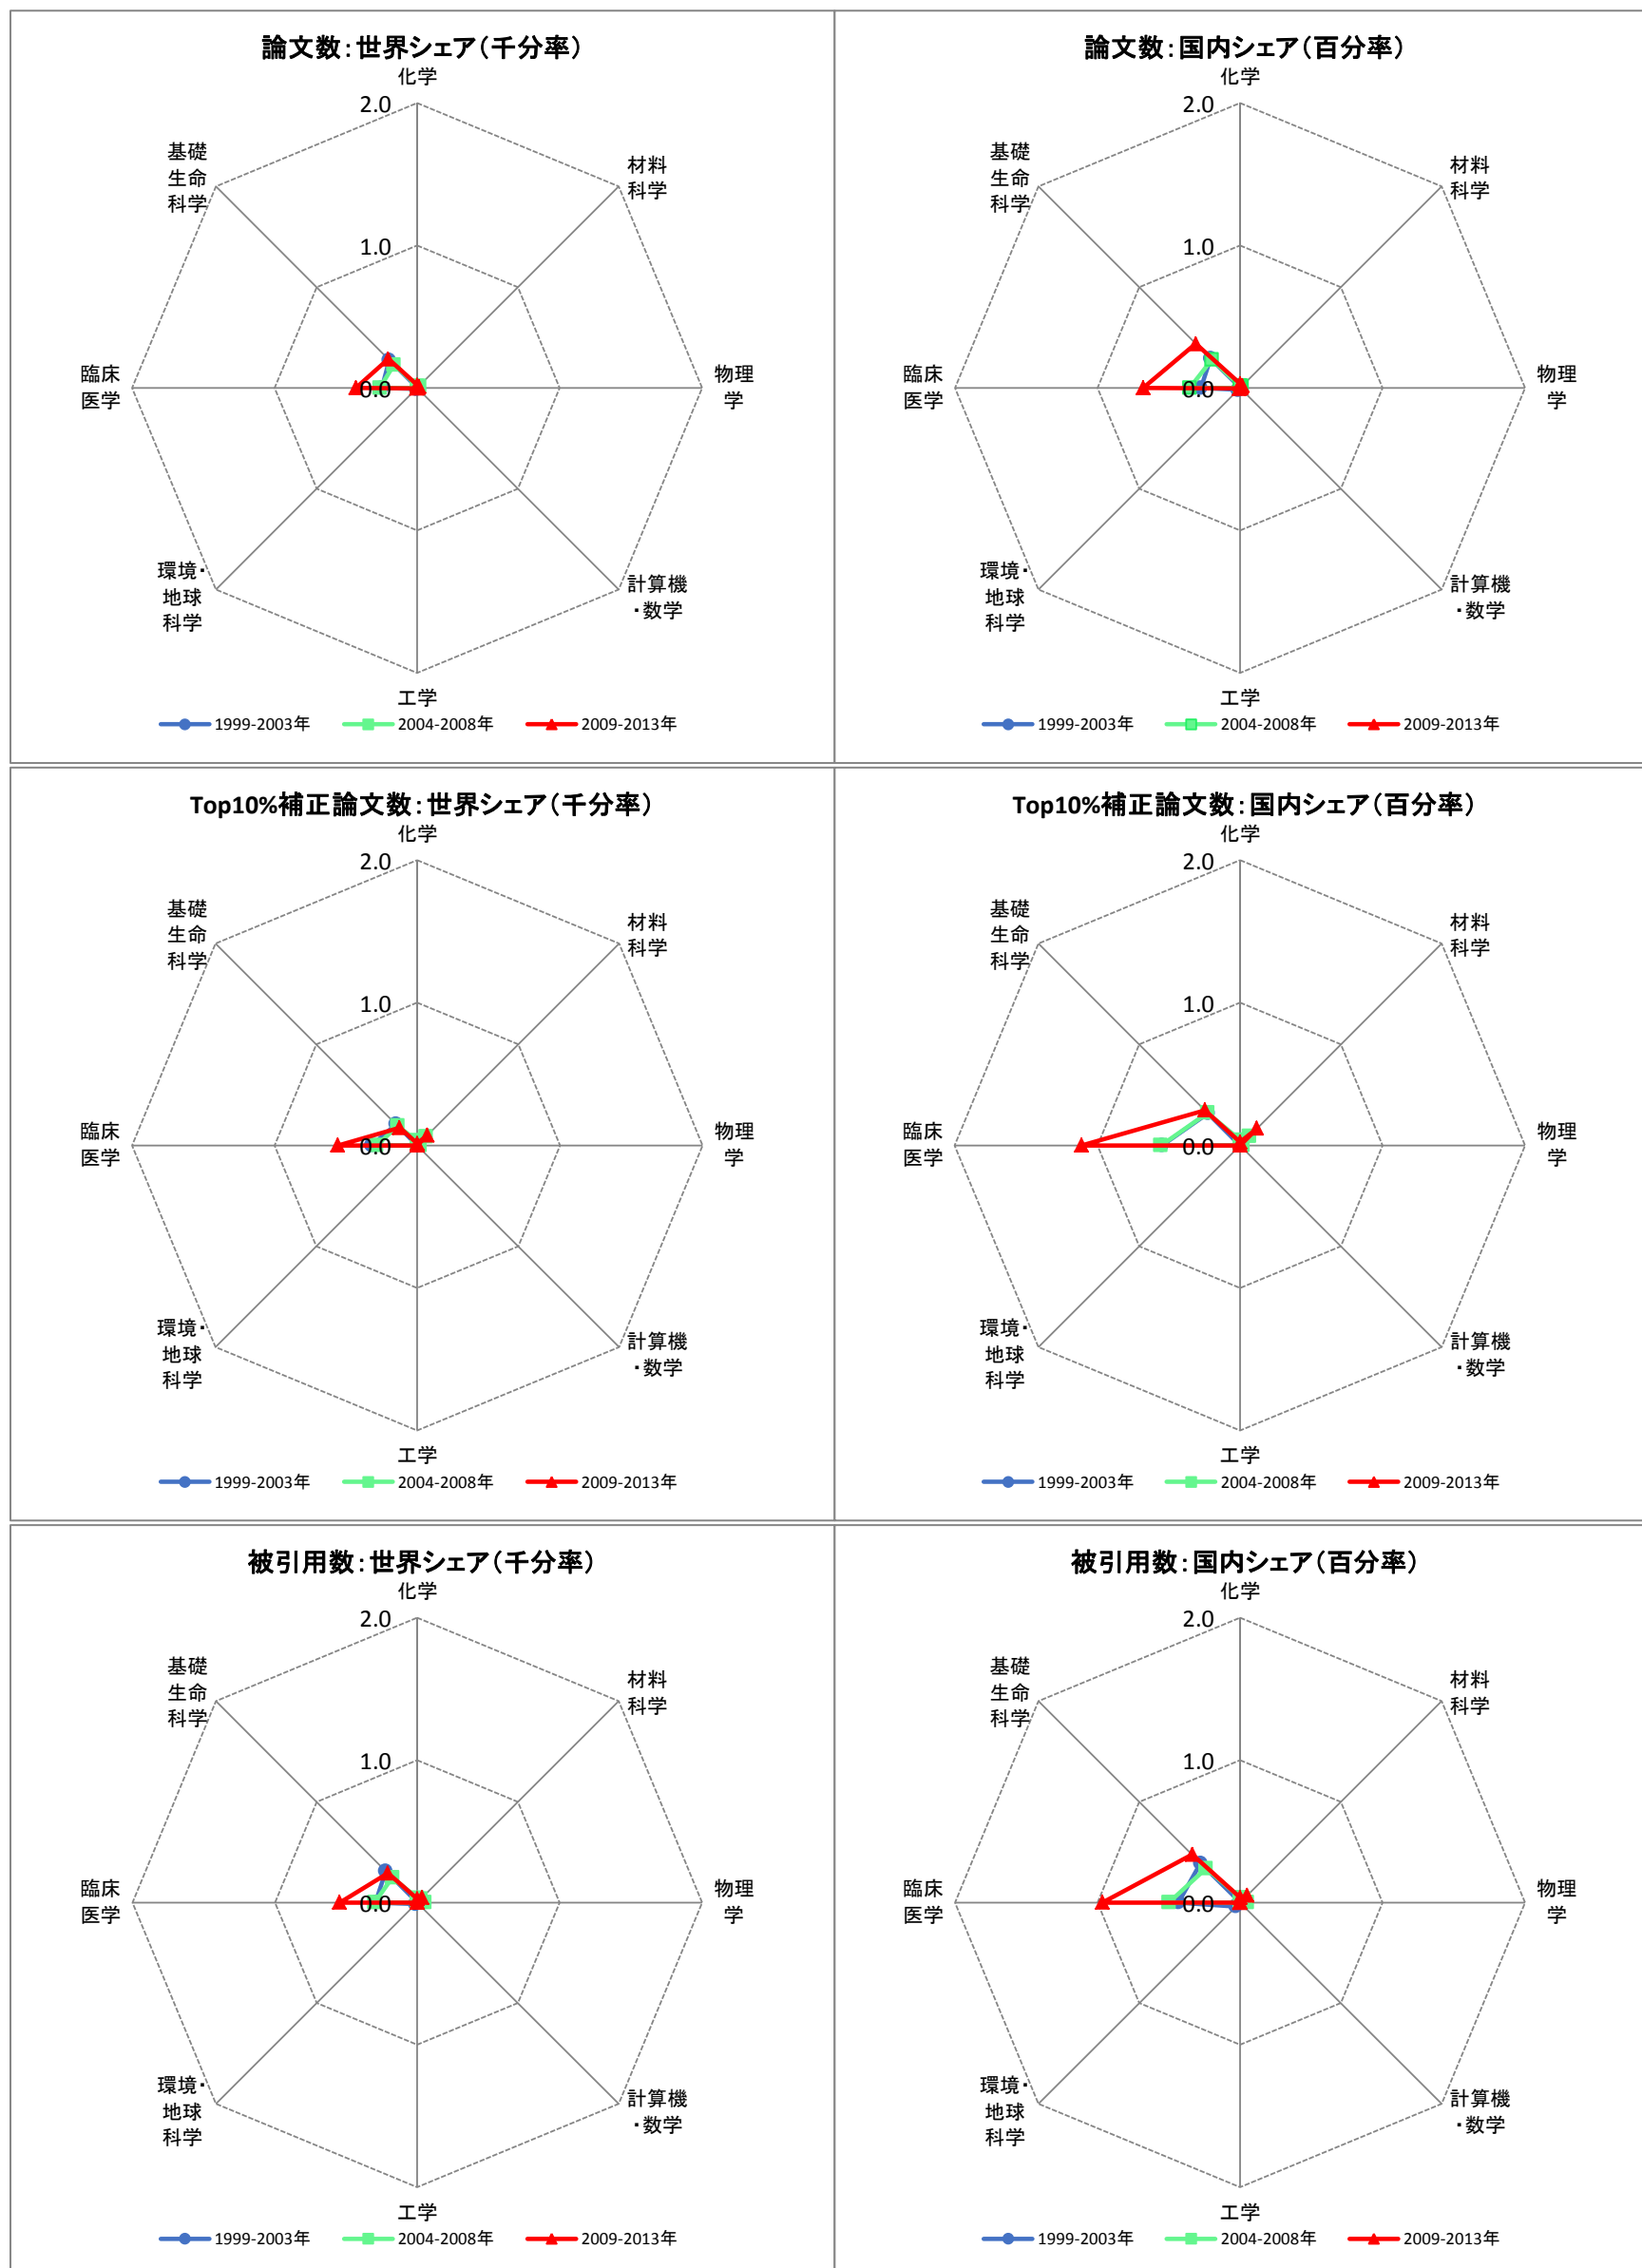 論文数：世界シェア（千分率）
化学
2.0
基礎
生命
科学
材料
科学
1.0
臨床
医学
0.0
物理
学
環境・
地球
科学
計算機
・数学
工学
1999-2003年 2004-2008年 2009-2013年
論文数：国内シェア（百分率）
化学
2.0
基礎
生命
科学
材料
科学
1.0
臨床
医学
0.0
物理
学
環境・
地球
科学
計算機
・数学
工学
1999-2003年 2004-2008年 2009-2013年
Top10%補正論文数：世界シェア（千分率）
化学
2.0
基礎
生命
科学
材料
科学
1.0
臨床
医学
0.0
物理
学
環境・
地球
科学
計算機
・数学
工学
1999-2003年 2004-2008年 2009-2013年
Top10%補正論文数：国内シェア（百分率）
化学
2.0
基礎
生命
科学
材料
科学
1.0
臨床
医学
0.0
物理
学
環境・
地球
科学
計算機
・数学
工学
1999-2003年 2004-2008年 2009-2013年
被引用数：世界シェア（千分率）
化学
2.0
基礎
生命
科学
材料
科学
1.0
臨床
医学
0.0
物理
学
環境・
地球
科学
計算機
・数学
工学
1999-2003年 2004-2008年 2009-2013年
被引用数：国内シェア（百分率）
化学
2.0
基礎
生命
科学
材料
科学
1.0
臨床
医学
0.0
物理
学
環境・
地球
科学
計算機
・数学
工学
1999-2003年 2004-2008年 2009-2013年